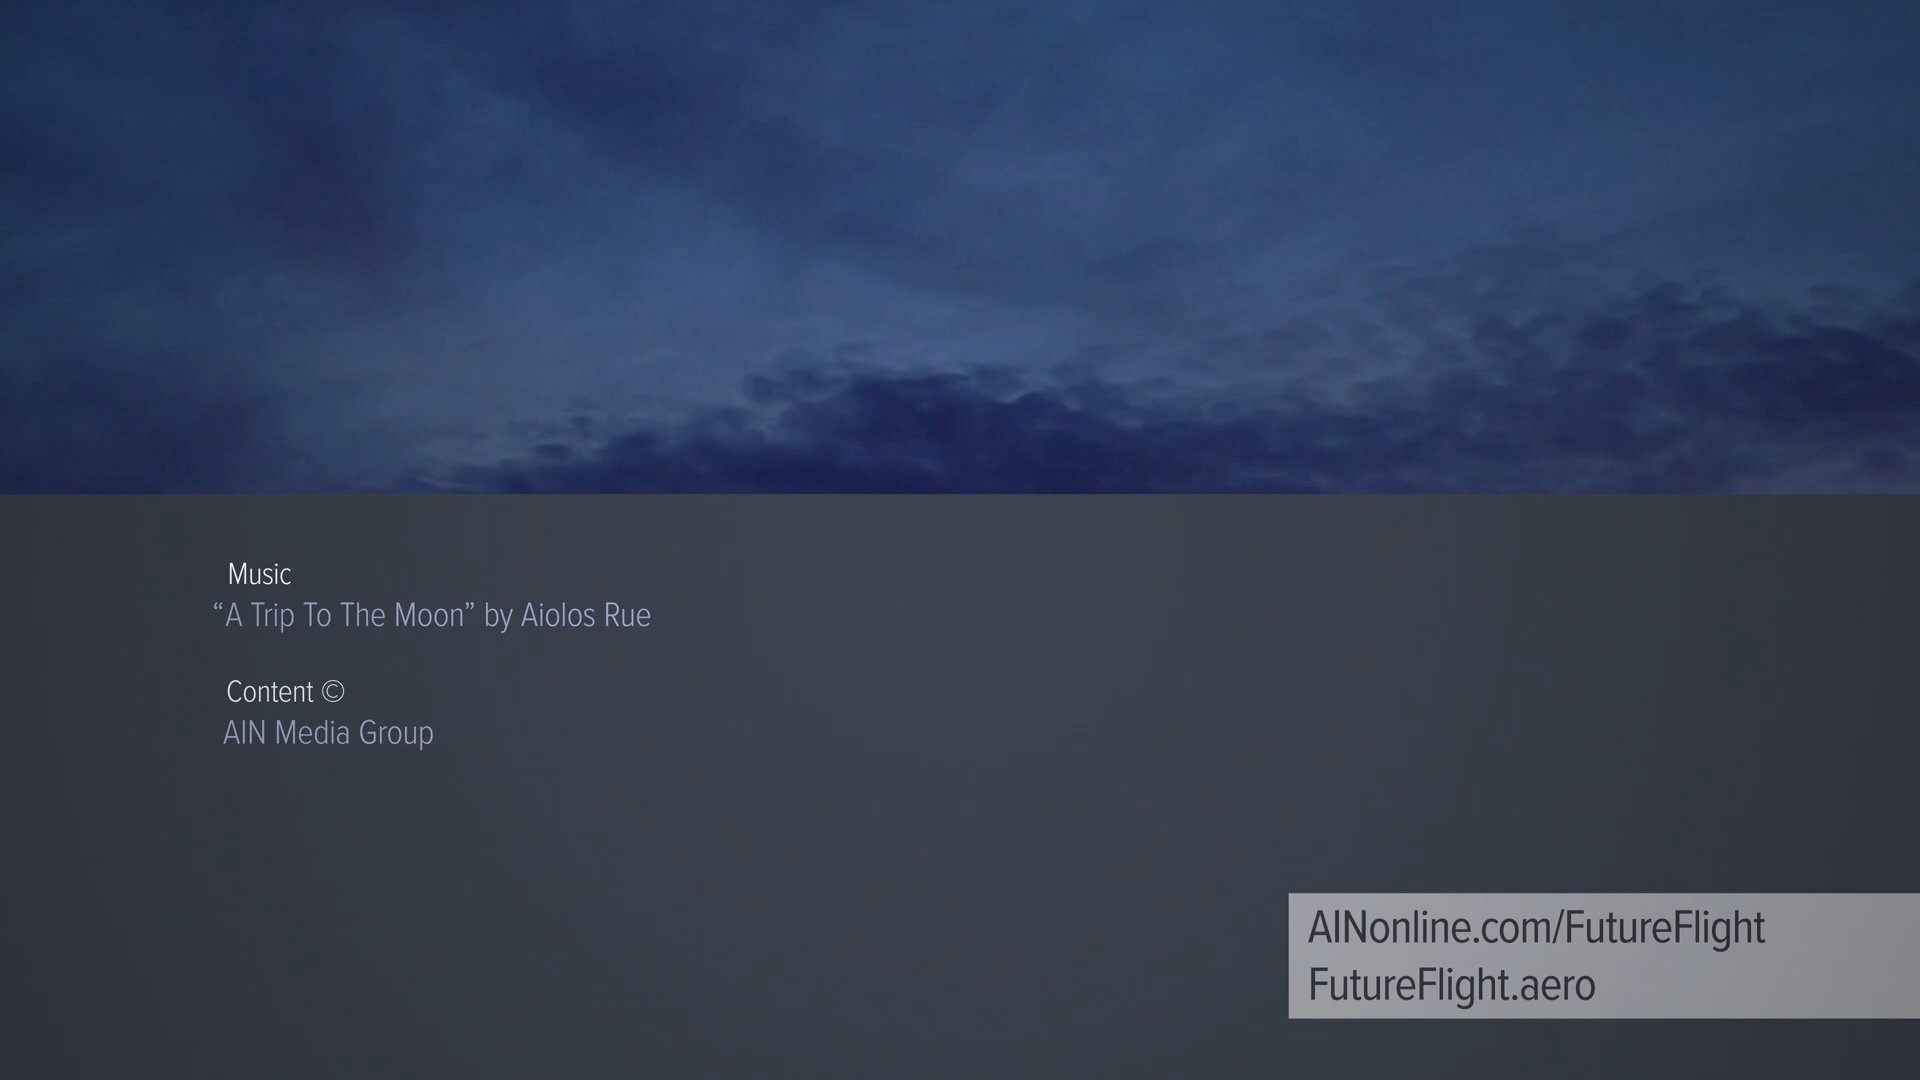 Music
“A Trip To The Moon” by Aiolos Rue
Content ©
AIN Media Group
AINonline.com/FutureFlight
FutureFlight.aero